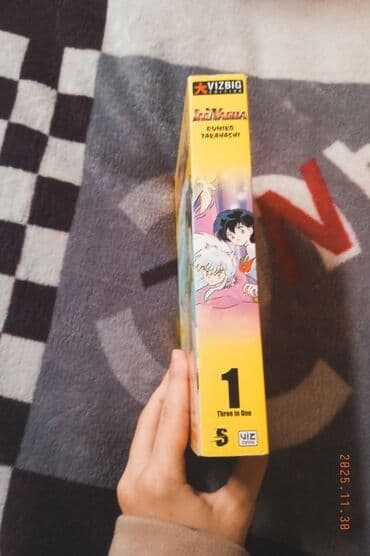 VIZBIG
EDITION
INUYASHA
RUMIKO
TAKAHASHI
1
Three in One
S
VIZ
2025.11.30